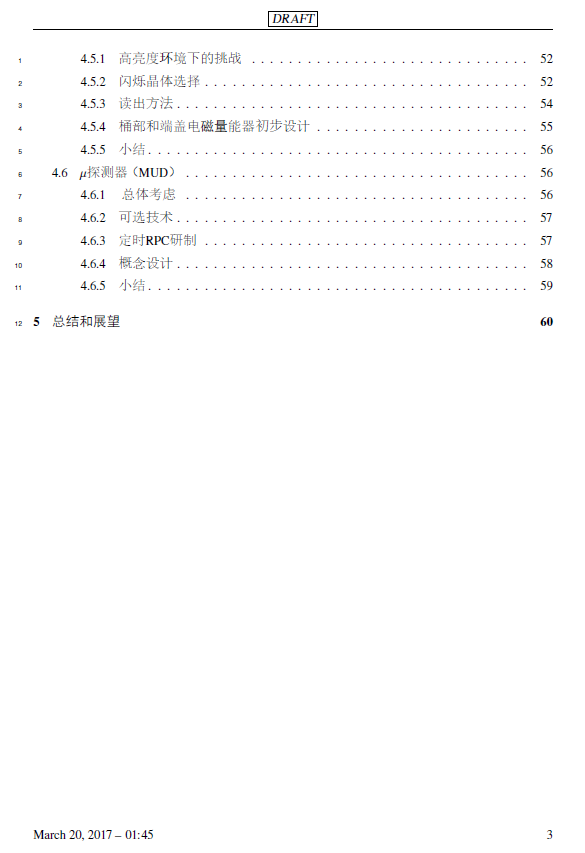 DRAFT
1 4.5.1 高亮度环境下的挑战 . . . . . . . . . . . . . . . . . . . . . . . . . . . . . . 52
2 4.5.2 闪烁晶体选择 . . . . . . . . . . . . . . . . . . . . . . . . . . . . . . . . . . . 52
3 4.5.3 读出方法 . . . . . . . . . . . . . . . . . . . . . . . . . . . . . . . . . . . . . . 54
4 4.5.4 桶部和端盖电磁量能器初步设计 . . . . . . . . . . . . . . . . . . . . . . . 55
5 4.5.5 小结 . . . . . . . . . . . . . . . . . . . . . . . . . . . . . . . . . . . . . . . . . 56
6 4.6 μ探测器（MUD） . . . . . . . . . . . . . . . . . . . . . . . . . . . . . . . . . . . . . 56
7 4.6.1 总体考虑 . . . . . . . . . . . . . . . . . . . . . . . . . . . . . . . . . . . . . 56
8 4.6.2 可选技术 . . . . . . . . . . . . . . . . . . . . . . . . . . . . . . . . . . . . . . 57
9 4.6.3 定时RPC研制 . . . . . . . . . . . . . . . . . . . . . . . . . . . . . . . . . . . 57
10 4.6.4 概念设计 . . . . . . . . . . . . . . . . . . . . . . . . . . . . . . . . . . . . . . 58
11 4.6.5 小结 . . . . . . . . . . . . . . . . . . . . . . . . . . . . . . . . . . . . . . . . . 59
12 5 总结和展望 60
March 20, 2017 – 01:45 3